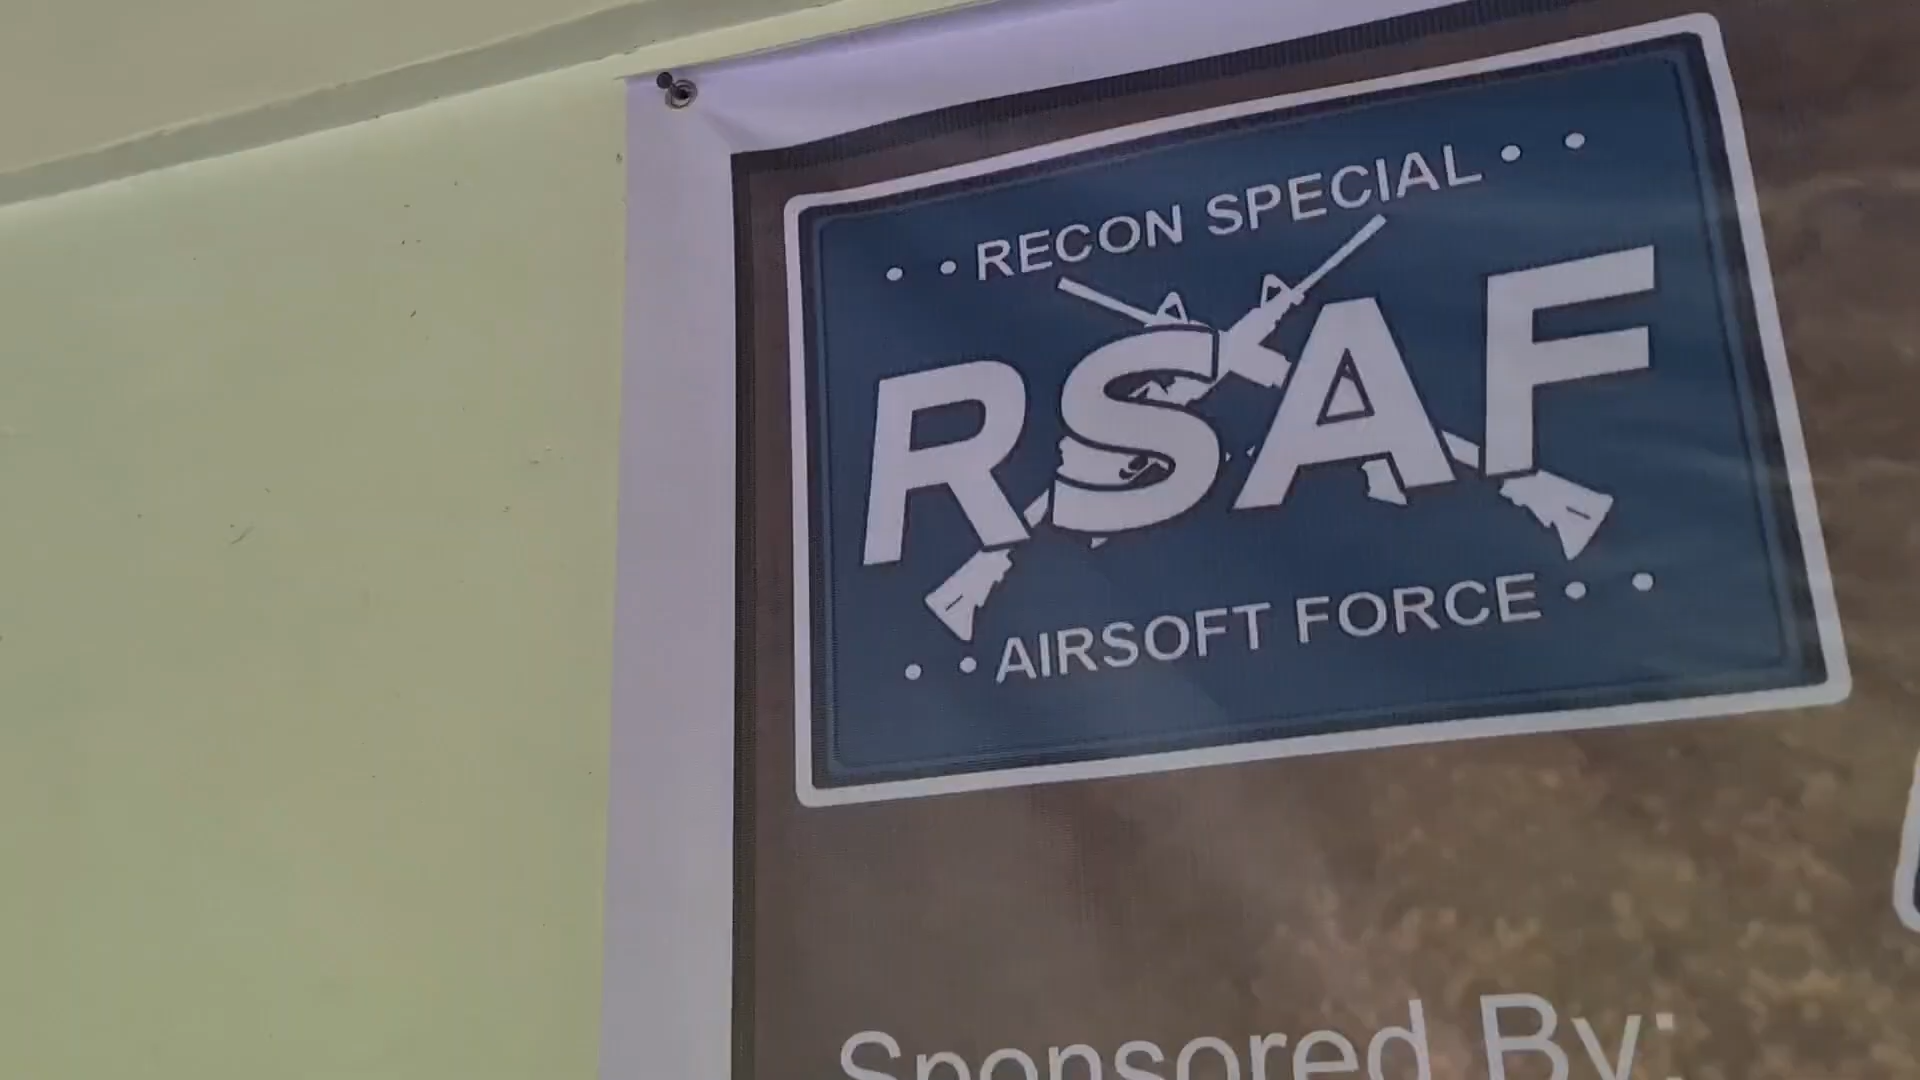 • • RECON SPECIAL • •
RSAF
• • AIRSOFT FORCE • •
Sponsored By: